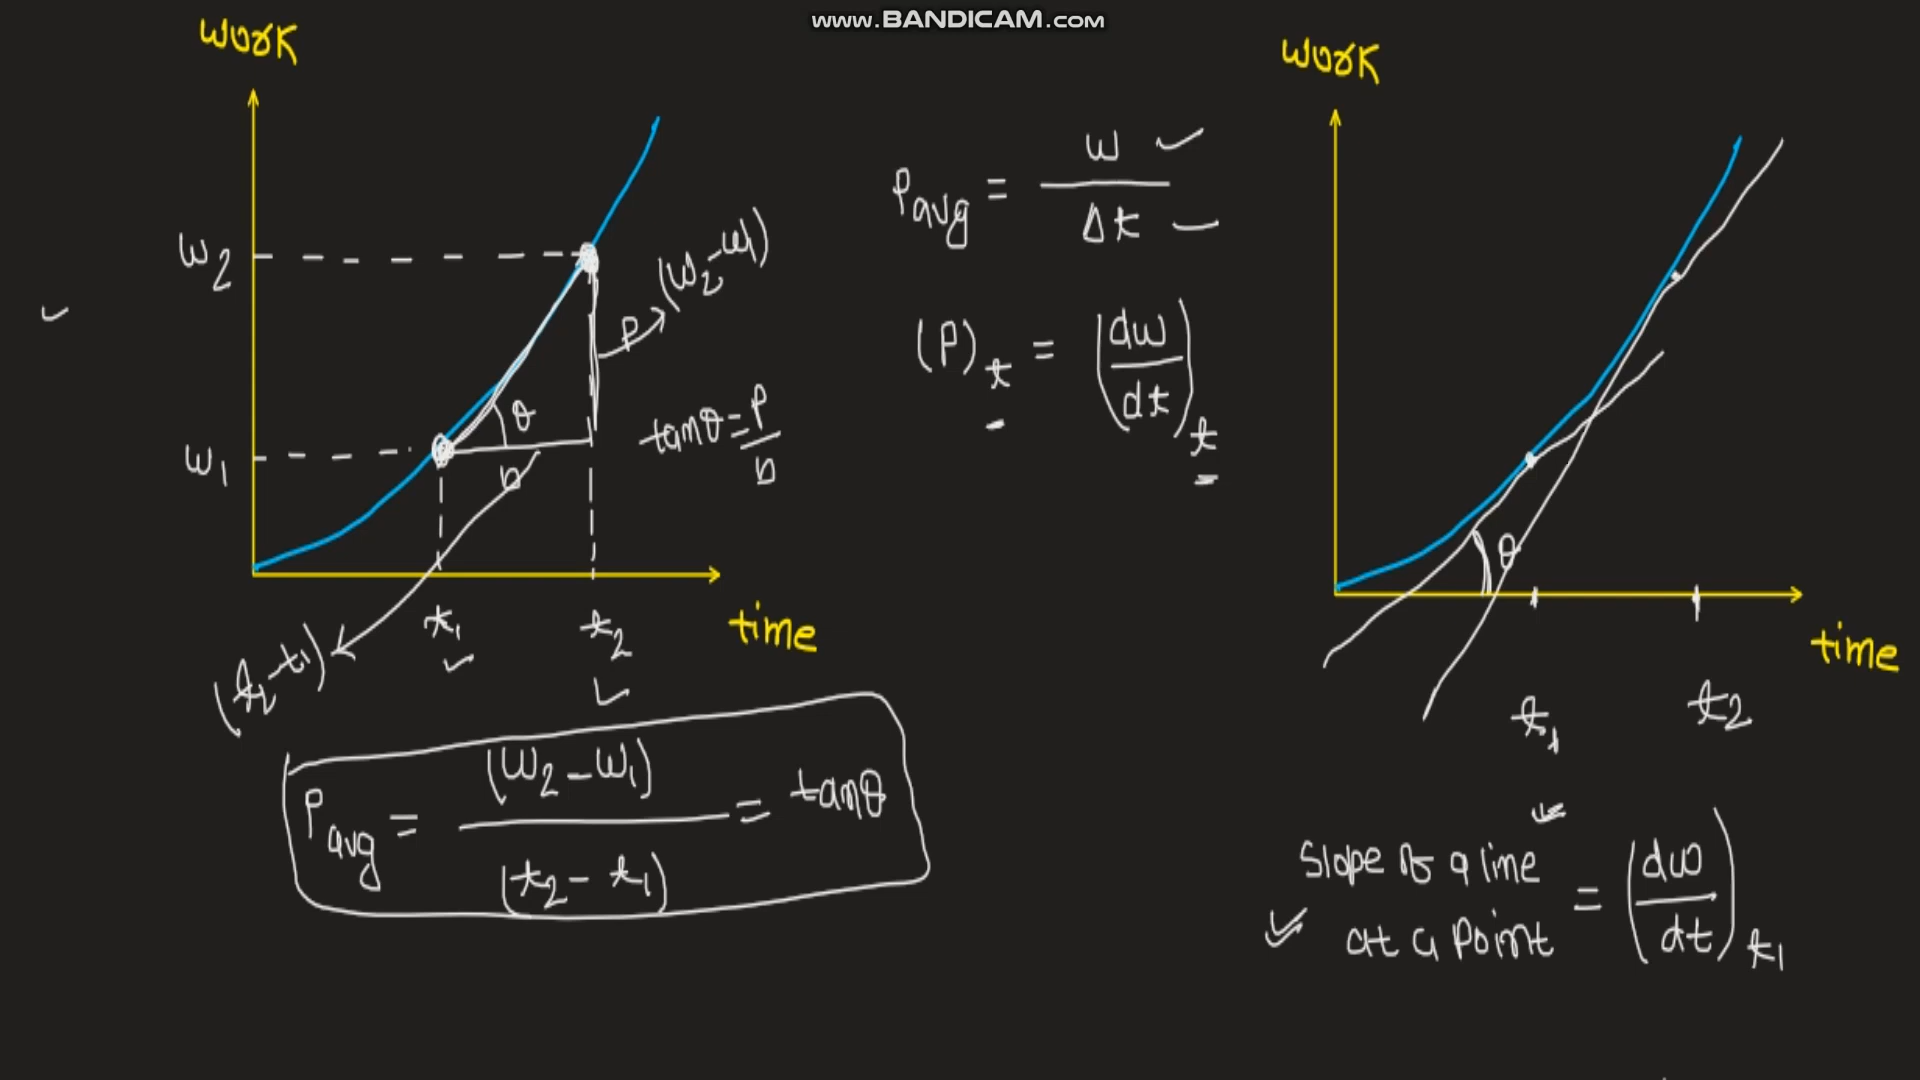 www.BANDICAM.com
work
W2
W1
P
(W2-W1)
θ
b
tanθ = P/b
t1
t2
time
(t2-t1)
Pavg = (W2-W1)/(t2-t1) = tanθ
Pavg = W/Δt
(P)t = (dw/dt)t
work
θ
time
t1
t2
Slope of a line
at a point = (dw/dt)t1